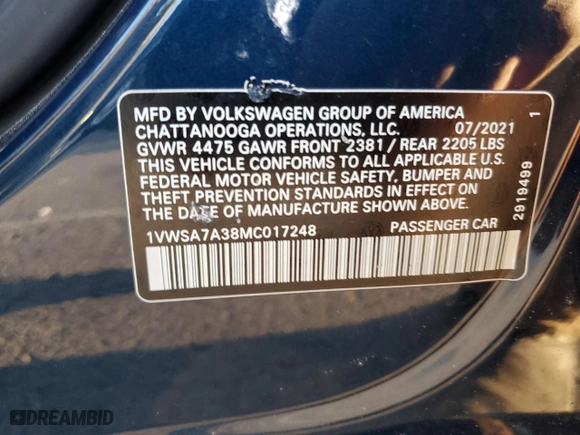 MFD BY VOLKSWAGEN GROUP OF AMERICA
CHATTANOOGA OPERATIONS, LLC. 07/2021
GVWR 4475 GAWR FRONT 2381 / REAR 2205 LBS
THIS VEHICLE CONFORMS TO ALL APPLICABLE U.S.
FEDERAL MOTOR VEHICLE SAFETY, BUMPER AND
THEFT PREVENTION STANDARDS IN EFFECT ON
THE DATE OF MANUFACTURE SHOWN ABOVE.
1VWSA7A38MC017248 PASSENGER CAR
2919499 1
DREAMBID